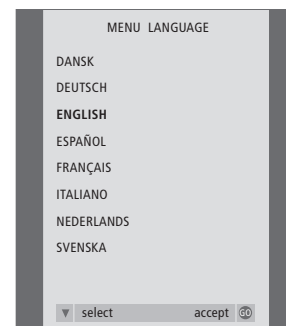 MENU LANGUAGE
DANSK
DEUTSCH
ENGLISH
ESPAÑOL
FRANÇAIS
ITALIANO
NEDERLANDS
SVENSKA
▼ select accept GO